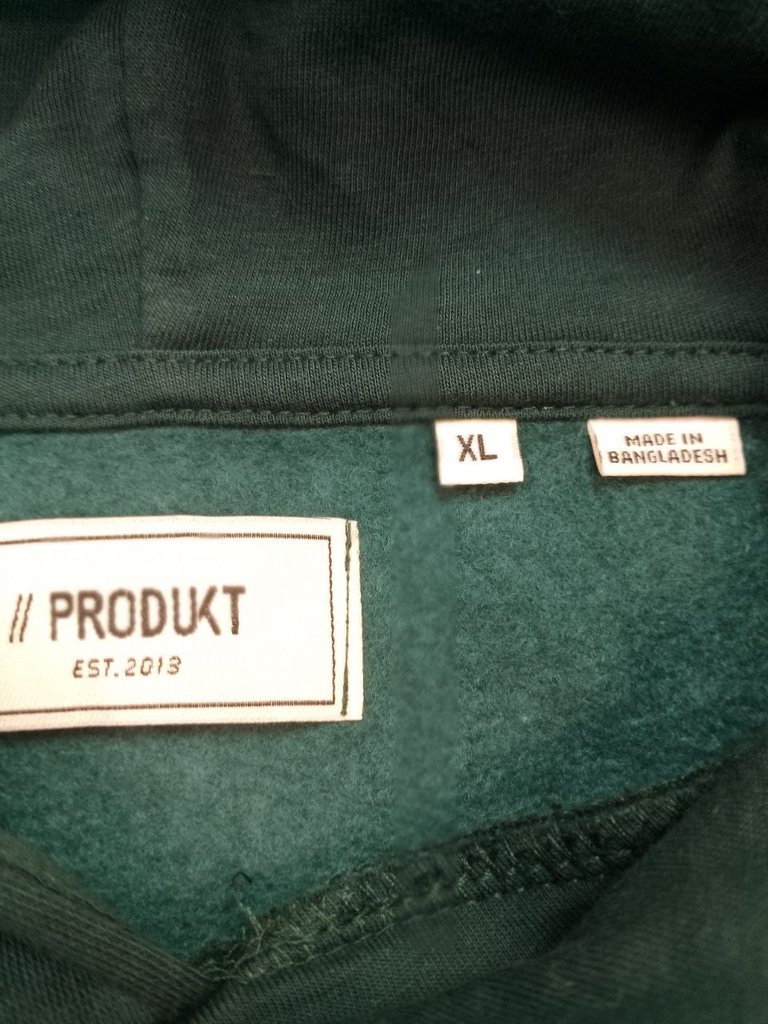 XL
MADE IN
BANGLADESH
// PRODUKT
EST. 2013